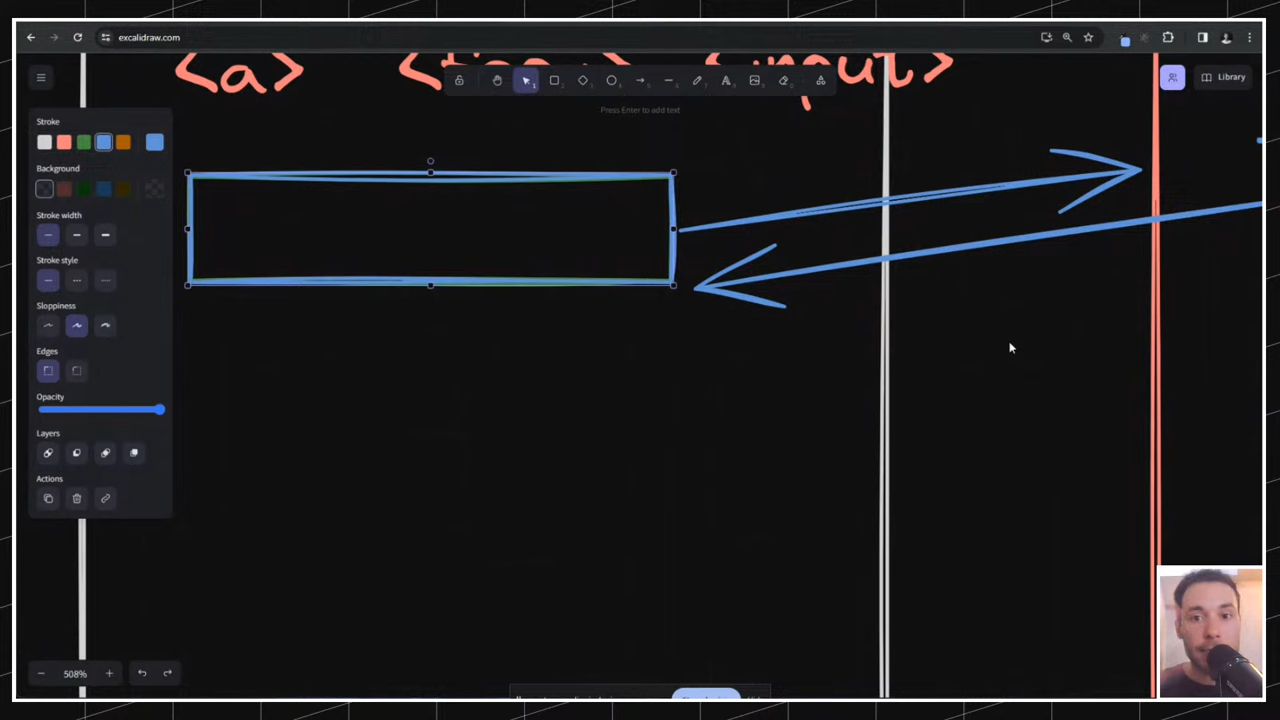 excalidraw.com
<a>
Library
Press Enter to add text
Stroke
Background
Stroke width
Stroke style
Sloppiness
Edges
Opacity
Layers
Actions
508%